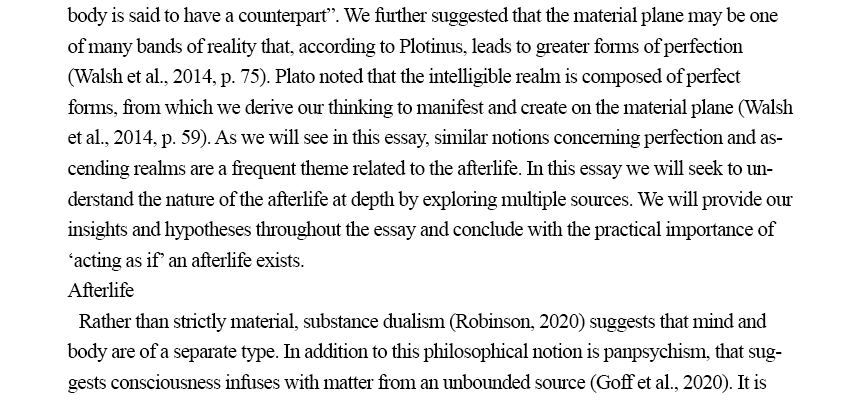 body is said to have a counterpart”. We further suggested that the material plane may be one
of many bands of reality that, according to Plotinus, leads to greater forms of perfection
(Walsh et al., 2014, p. 75). Plato noted that the intelligible realm is composed of perfect
forms, from which we derive our thinking to manifest and create on the material plane (Walsh
et al., 2014, p. 59). As we will see in this essay, similar notions concerning perfection and as-
cending realms are a frequent theme related to the afterlife. In this essay we will seek to un-
derstand the nature of the afterlife at depth by exploring multiple sources. We will provide our
insights and hypotheses throughout the essay and conclude with the practical importance of
‘acting as if’ an afterlife exists.
Afterlife
Rather than strictly material, substance dualism (Robinson, 2020) suggests that mind and
body are of a separate type. In addition to this philosophical notion is panpsychism, that sug-
gests consciousness infuses with matter from an unbounded source (Goff et al., 2020). It is